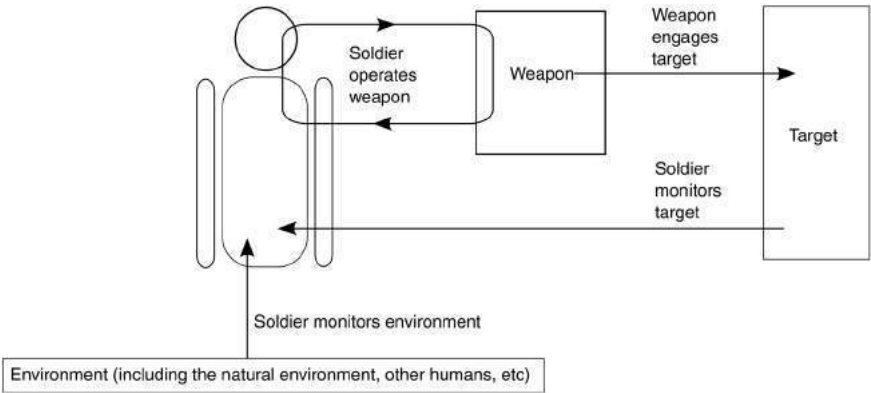 Soldier
operates
weapon
Weapon
Weapon
engages
target
Target
Soldier
monitors
target
Soldier monitors environment
Environment (including the natural environment, other humans, etc)